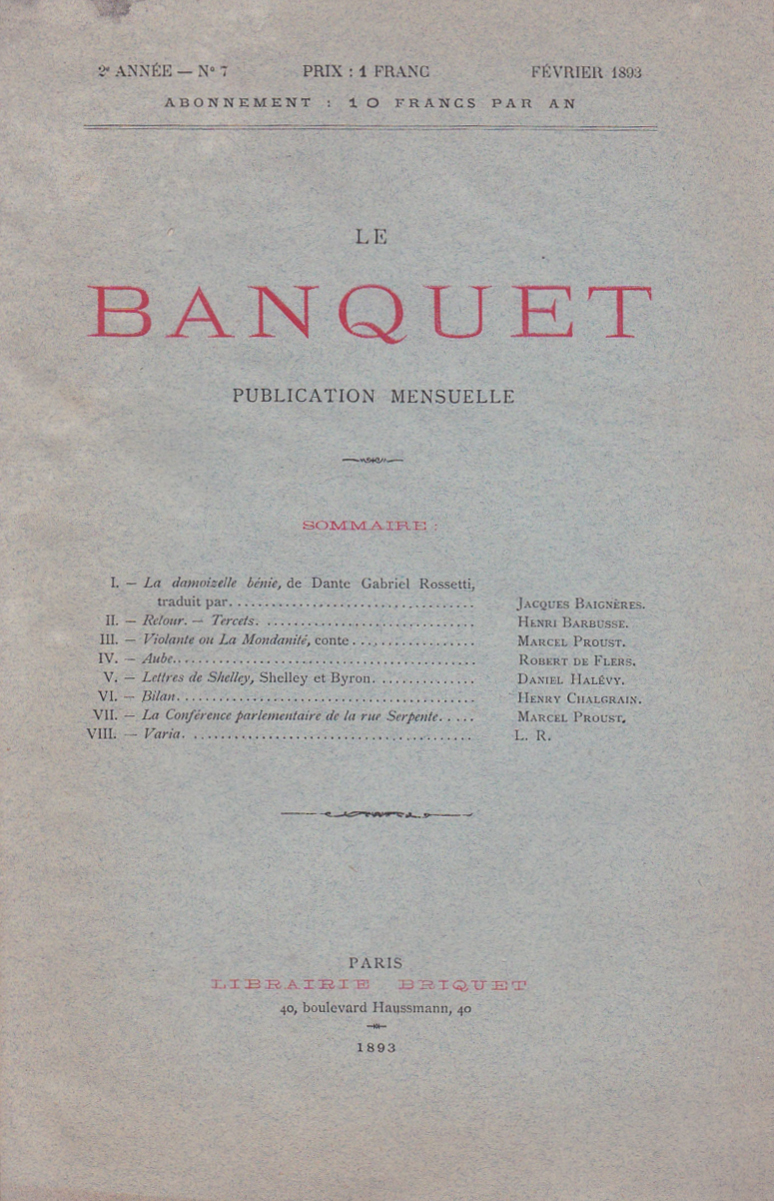 2e ANNÉE — No 7 PRIX : 1 FRANC FÉVRIER 1893
ABONNEMENT : 10 FRANCS PAR AN
LE
BANQUET
PUBLICATION MENSUELLE
SOMMAIRE :
I. — La damoizelle bénie, de Dante Gabriel Rossetti,
traduit par. . . . . . . . . . . . . . . . . . . . JACQUES BAIGNÈRES.
II. — Retour. — Tercets. . . . . . . . . . . . . . . . . . . . HENRI BARBUSSE.
III. — Violante ou La Mondanité, conte . . . . . . . . . . MARCEL PROUST.
IV. — Aube. . . . . . . . . . . . . . . . . . . . ROBERT DE FLERS.
V. — Lettres de Shelley, Shelley et Byron. . . . . . . . . . DANIEL HALÉVY.
VI. — Bilan. . . . . . . . . . . . . . . . . . . . HENRY CHALGRAIN.
VII. — La Conférence parlementaire de la rue Serpente. . . . . MARCEL PROUST.
VIII. — Varia. . . . . . . . . . . . . . . . . . . . L. R.
PARIS
LIBRAIRIE BRIQUET
40, boulevard Haussmann, 40
1893